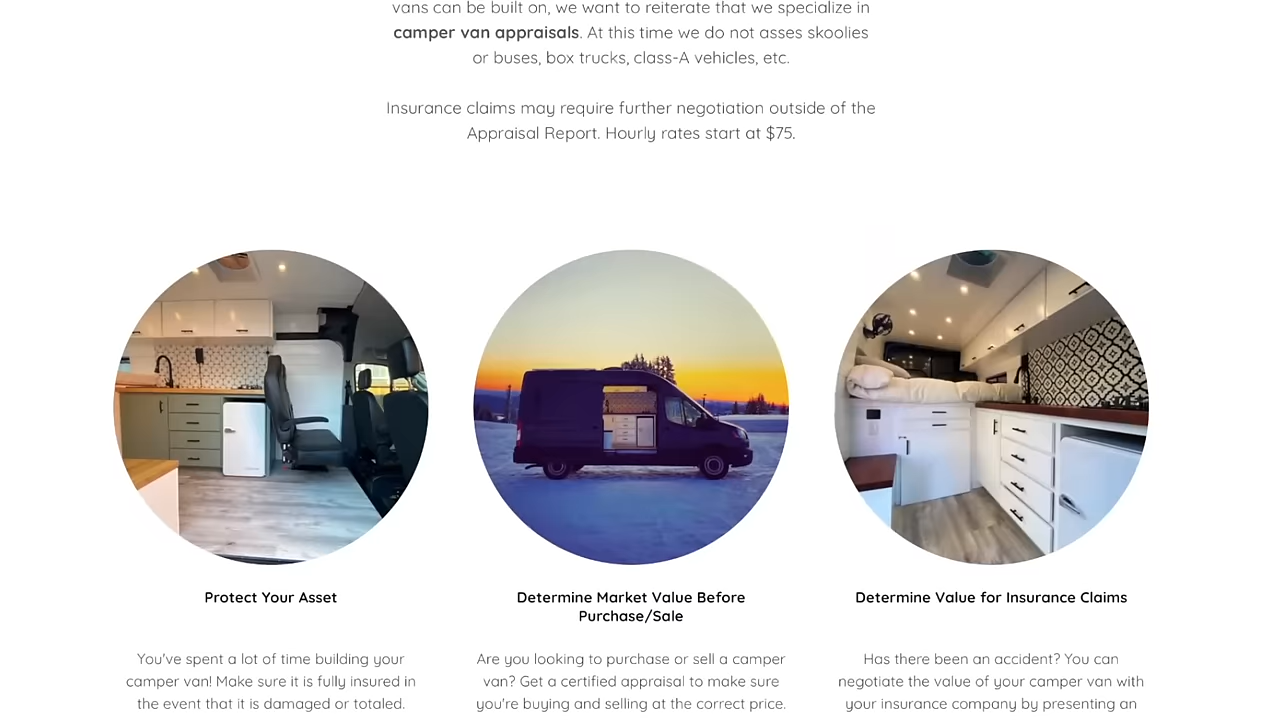 vans can be built on, we want to reiterate that we specialize in
camper van appraisals. At this time we do not asses skoolies
or buses, box trucks, class-A vehicles, etc.
Insurance claims may require further negotiation outside of the
Appraisal Report. Hourly rates start at $75.
Protect Your Asset
You've spent a lot of time building your
camper van! Make sure it is fully insured in
the event that it is damaged or totaled.
Determine Market Value Before
Purchase/Sale
Are you looking to purchase or sell a camper
van? Get a certified appraisal to make sure
you're buying and selling at the correct price.
Determine Value for Insurance Claims
Has there been an accident? You can
negotiate the value of your camper van with
your insurance company by presenting an